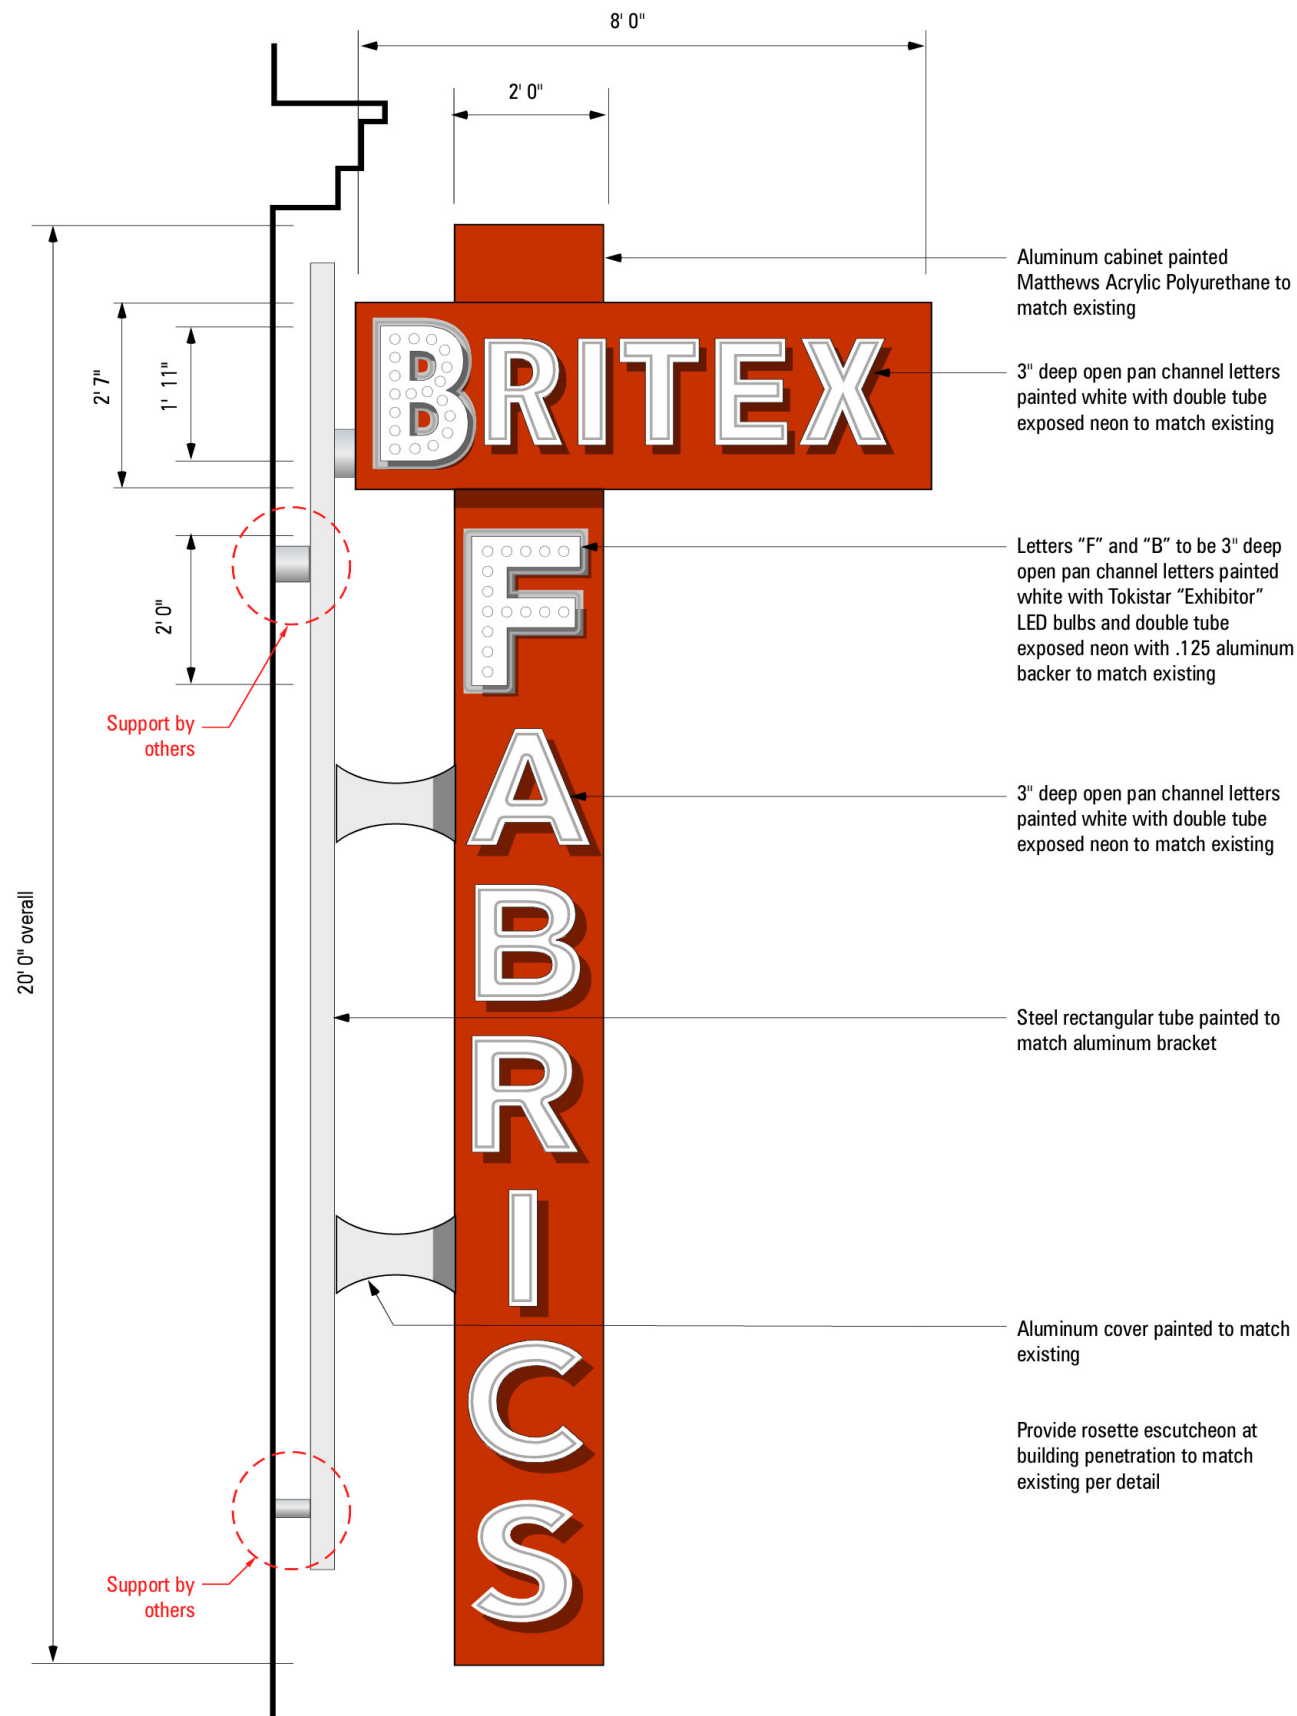 8' 0"
2' 0"
Aluminum cabinet painted
Matthews Acrylic Polyurethane to
match existing
2' 7"
1' 11"
BRITEX
3" deep open pan channel letters
painted white with double tube
exposed neon to match existing
2' 0"
Letters “F” and “B” to be 3" deep
open pan channel letters painted
white with Tokistar “Exhibitor”
LED bulbs and double tube
exposed neon with .125 aluminum
backer to match existing
Support by
others
FABRICS
3" deep open pan channel letters
painted white with double tube
exposed neon to match existing
20' 0" overall
Steel rectangular tube painted to
match aluminum bracket
Aluminum cover painted to match
existing
Provide rosette escutcheon at
building penetration to match
existing per detail
Support by
others